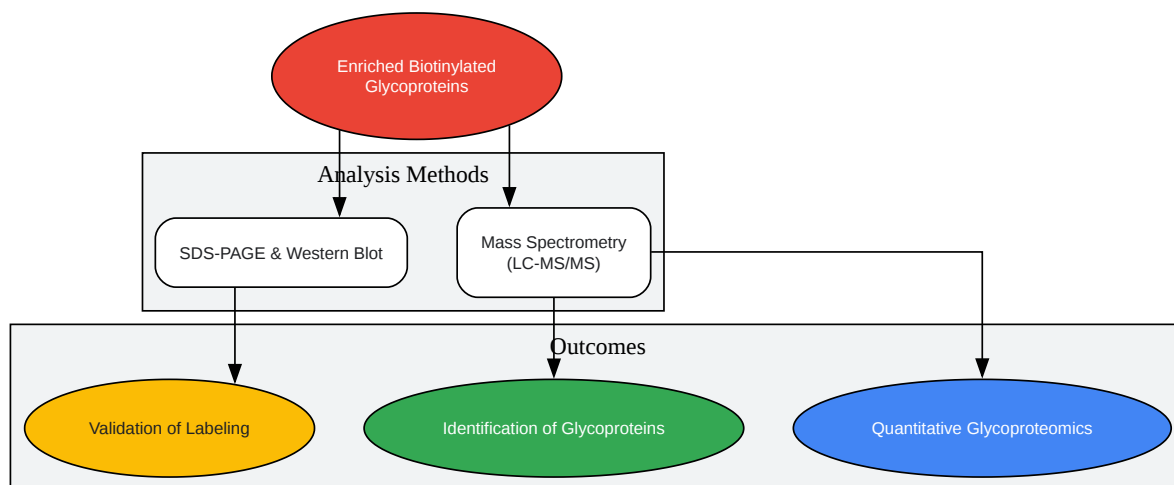 Enriched Biotinylated
Glycoproteins
Analysis Methods
SDS-PAGE & Western Blot
Mass Spectrometry
(LC-MS/MS)
Outcomes
Validation of Labeling
Identification of Glycoproteins
Quantitative Glycoproteomics